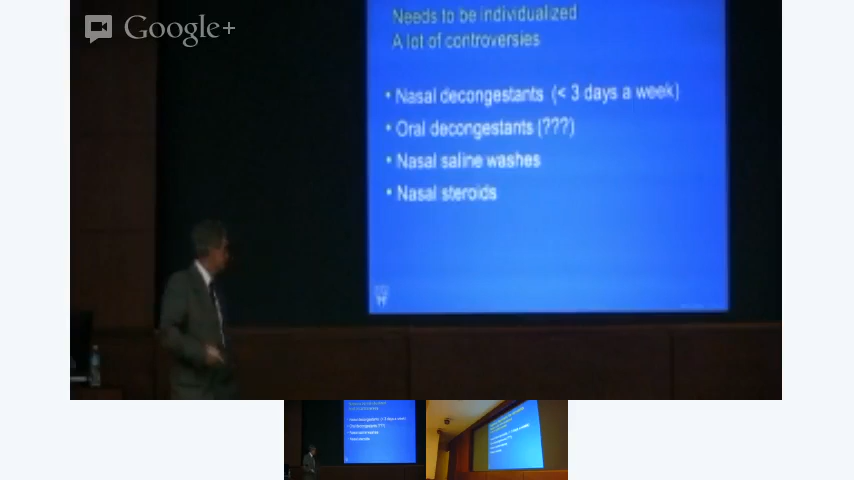 Google+
Needs to be individualized
A lot of controversies
• Nasal decongestants (< 3 days a week)
• Oral decongestants (???)
• Nasal saline washes
• Nasal steroids